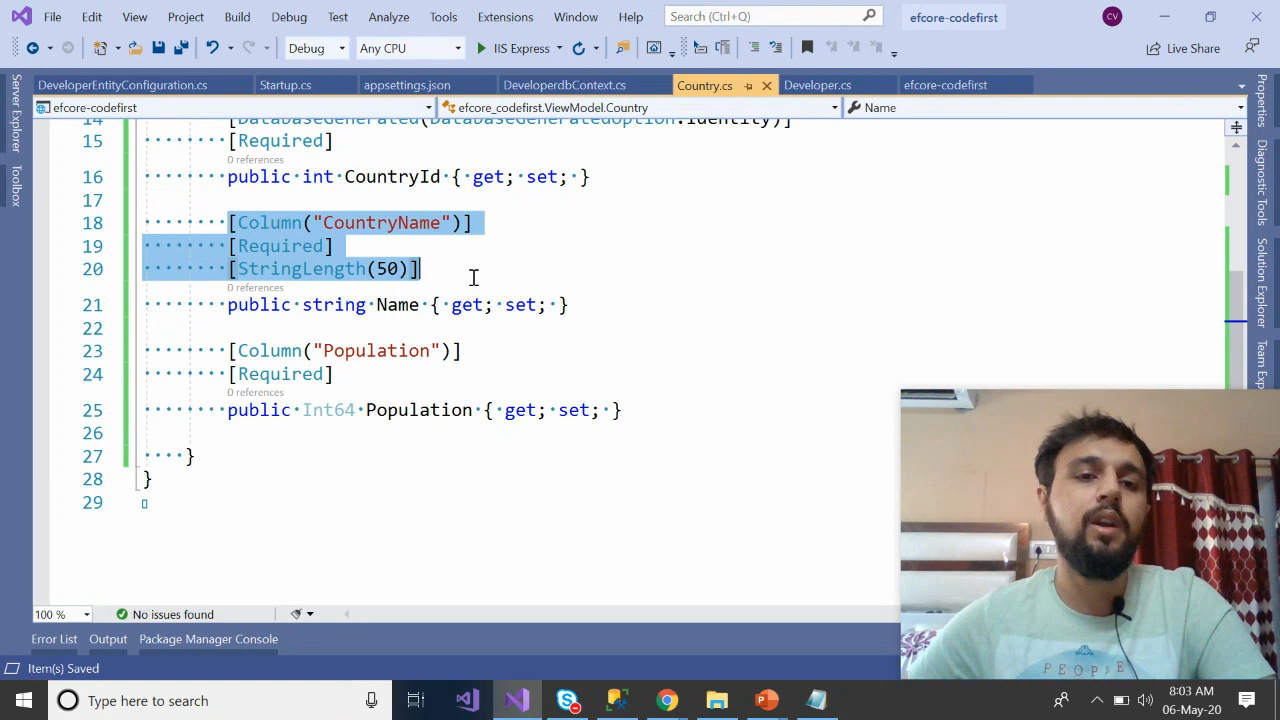 File Edit View Project Build Debug Test Analyze Tools Extensions Window Help Search (Ctrl+Q) efcore-codefirst CV
Debug Any CPU IIS Express Live Share
DeveloperEntityConfiguration.cs Startup.cs appsettings.json DeveloperdbContext.cs Country.cs Developer.cs efcore-codefirst
efcore-codefirst efcore_codefirst.ViewModel.Country Name
14 [DatabaseGenerated(DatabaseGeneratedOption.Identity)]
15 [Required]
0 references
16 public int CountryId { get; set; }
17
18 [Column("CountryName")]
19 [Required]
20 [StringLength(50)]
0 references
21 public string Name { get; set; }
22
23 [Column("Population")]
24 [Required]
0 references
25 public Int64 Population { get; set; }
26
27 }
28 }
29
Server Explorer
Toolbox
Properties
Diagnostic Tools
Solution Explorer
Team Exp
PEOPLE
100 % No issues found
Error List Output Package Manager Console
Item(s) Saved
Type here to search
8:03 AM
06-May-20